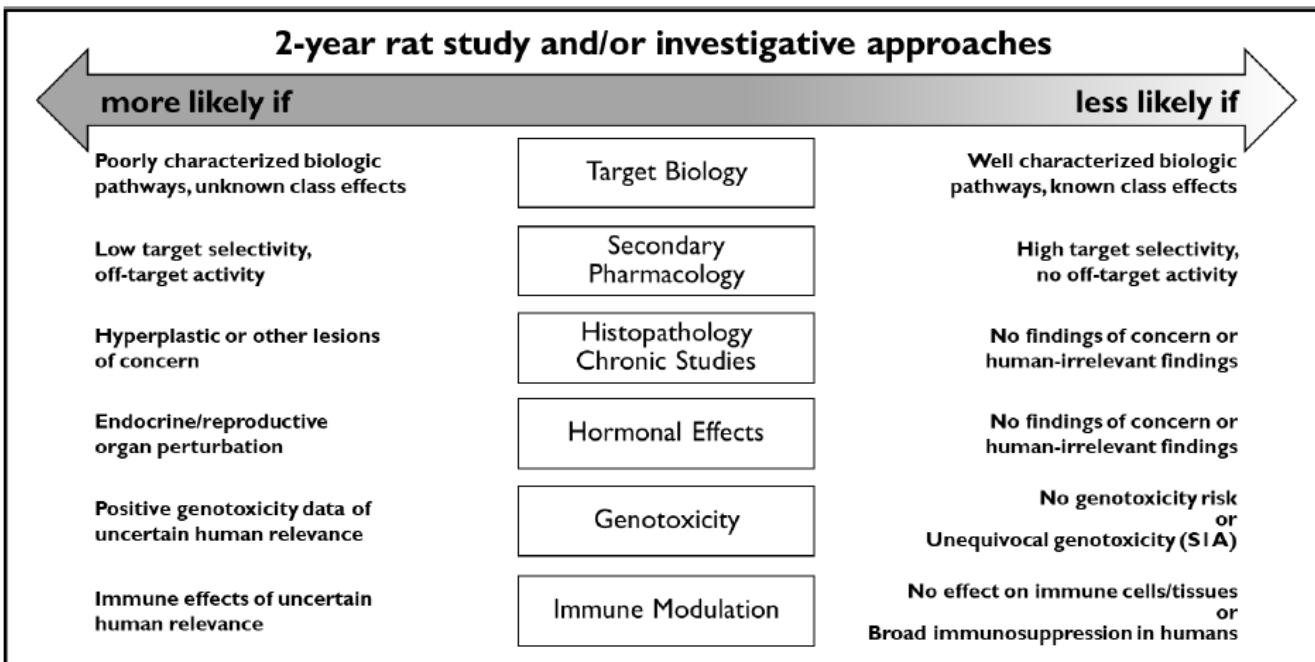 2-year rat study and/or investigative approaches
more likely if
less likely if
Poorly characterized biologic
pathways, unknown class effects
Target Biology
Well characterized biologic
pathways, known class effects
Low target selectivity,
off-target activity
Secondary
Pharmacology
High target selectivity,
no off-target activity
Hyperplastic or other lesions
of concern
Histopathology
Chronic Studies
No findings of concern or
human-irrelevant findings
Endocrine/reproductive
organ perturbation
Hormonal Effects
No findings of concern or
human-irrelevant findings
Positive genotoxicity data of
uncertain human relevance
Genotoxicity
No genotoxicity risk
or
Unequivocal genotoxicity (S1A)
Immune effects of uncertain
human relevance
Immune Modulation
No effect on immune cells/tissues
or
Broad immunosuppression in humans